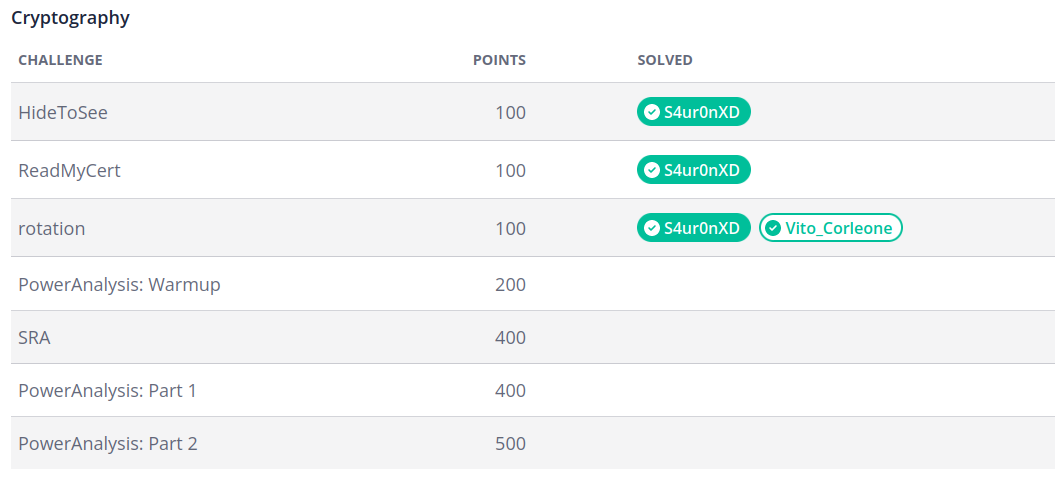 Cryptography
CHALLENGE POINTS SOLVED
HideToSee 100 S4ur0nXD
ReadMyCert 100 S4ur0nXD
rotation 100 S4ur0nXD Vito_Corleone
PowerAnalysis: Warmup 200
SRA 400
PowerAnalysis: Part 1 400
PowerAnalysis: Part 2 500